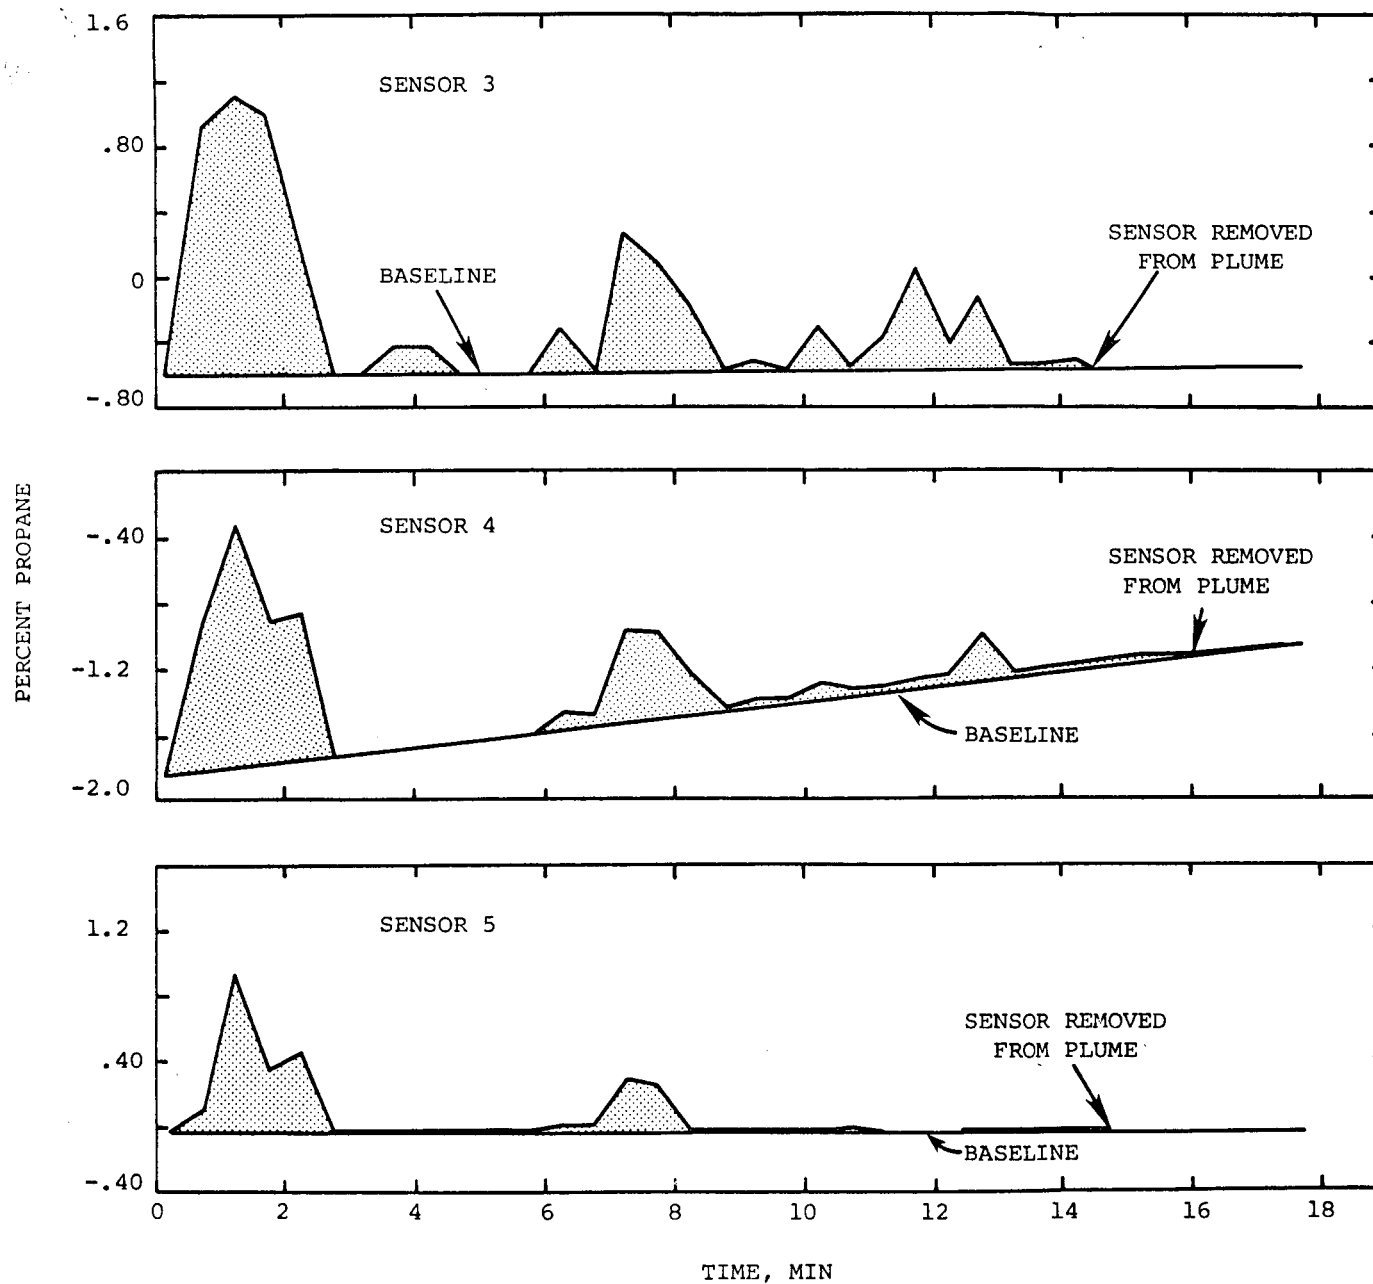 1.6
SENSOR 3
.80
SENSOR REMOVED
FROM PLUME
BASELINE
0
-.80
PERCENT PROPANE
-.40
SENSOR 4
SENSOR REMOVED
FROM PLUME
-1.2
BASELINE
-2.0
1.2
SENSOR 5
SENSOR REMOVED
FROM PLUME
.40
BASELINE
-.40
0 2 4 6 8 10 12 14 16 18
TIME, MIN